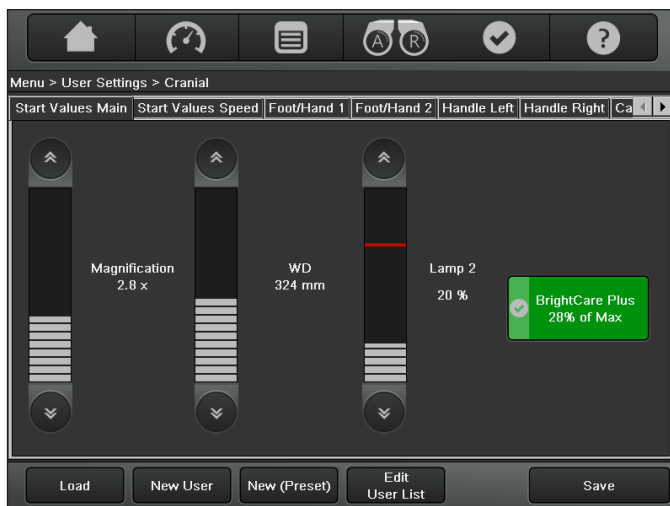 A R ?
Menu > User Settings > Cranial
Start Values Main Start Values Speed Foot/Hand 1 Foot/Hand 2 Handle Left Handle Right Ca
Magnification
2.8 x
WD
324 mm
Lamp 2
20 %
BrightCare Plus
28% of Max
Load
New User
New (Preset)
Edit
User List
Save